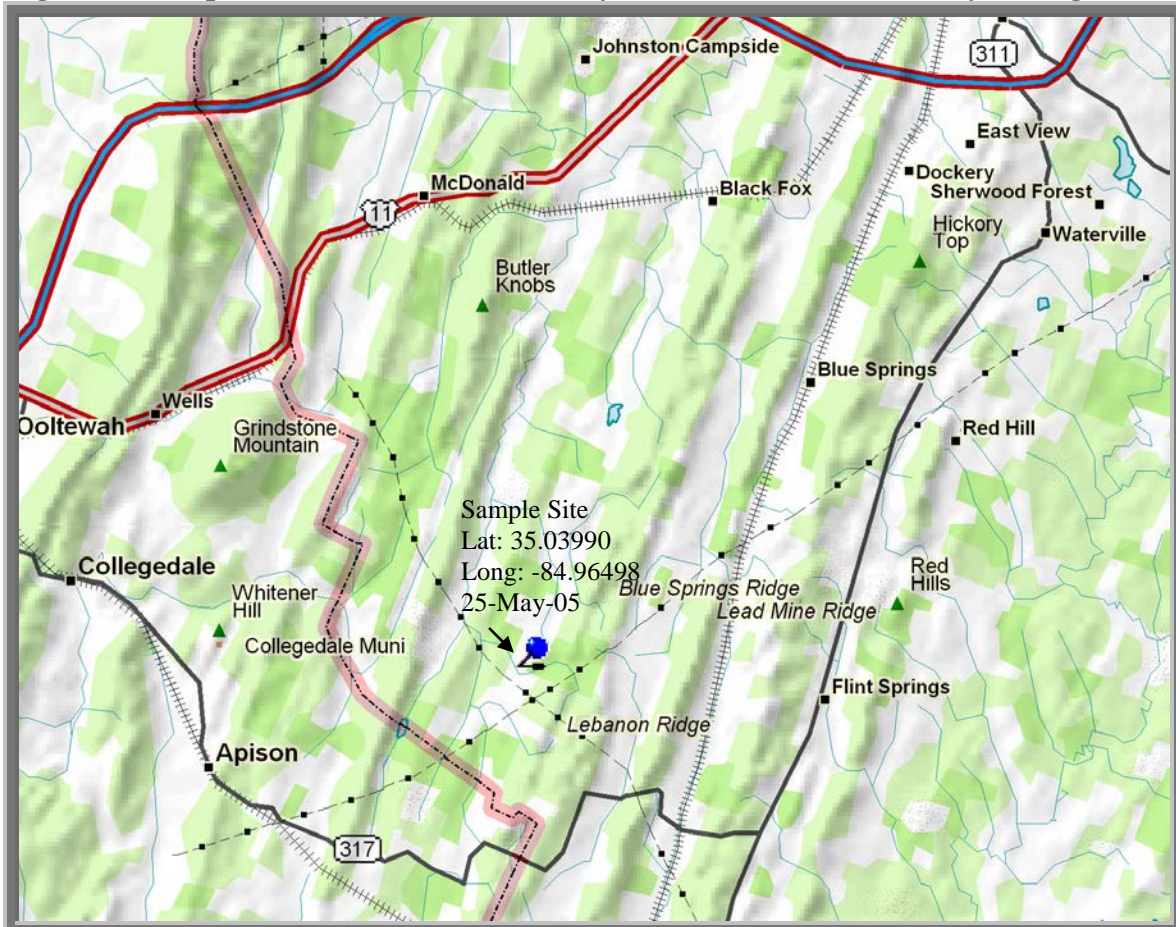 Johnston Campside
311
East View
McDonald
Dockery
Black Fox
Sherwood Forest
11
Hickory
Top
Waterville
Butler
Knobs
Blue Springs
Wells
Ooltewah
Grindstone
Mountain
Red Hill
Sample Site
Lat: 35.03990
Long: -84.96498
25-May-05
Collegedale
Blue Springs Ridge
Red
Hills
Whitener
Hill
Lead Mine Ridge
Collegedale Muni
Flint Springs
Lebanon Ridge
Apison
317